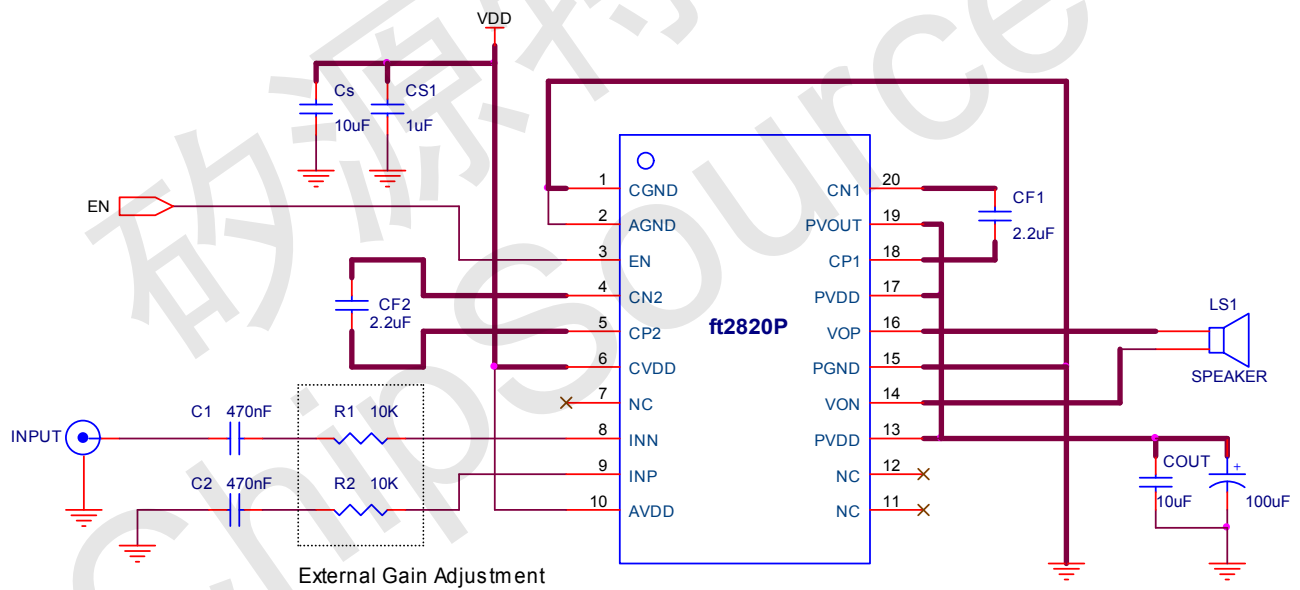 VDD
Cs
10uF
CS1
1uF
EN
CF2
2.2uF
C1 470nF
R1 10K
INPUT
C2 470nF
R2 10K
External Gain Adjustment
ft2820P
1 CGND
2 AGND
3 EN
4 CN2
5 CP2
6 CVDD
7 NC
8 INN
9 INP
10 AVDD
CN1 20
PVOUT 19
CP1 18
PVDD 17
VOP 16
PGND 15
VON 14
PVDD 13
NC 12
NC 11
CF1
2.2uF
LS1
SPEAKER
COUT
10uF
+
100uF
矽源特
ChipSource